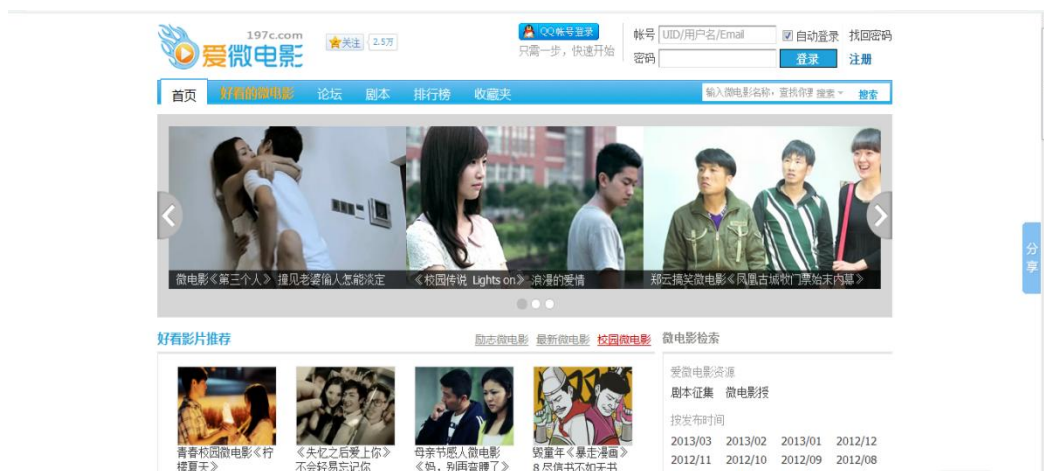 197c.com
爱微电影
关注 2.5万
QQ帐号登录
只需一步，快速开始
帐号 UID/用户名/Email 自动登录 找回密码
密码 登录 注册
首页 好看的微电影 论坛 剧本 排行榜 收藏夹
输入微电影名称，查找你 搜索 搜索
微电影《第三个人》 撞见老婆偷人怎能淡定
《校园传说 Lights on》 浪漫的爱情
郑云搞笑微电影《凤凰古城收门票始末内幕》
分享
好看影片推荐
励志微电影 最新微电影 校园微电影
微电影检索
爱微电影资源
剧本征集 微电影授
按发布时间
2013/03 2013/02 2013/01 2012/12
2012/11 2012/10 2012/09 2012/08
青春校园微电影《柠
檬夏天》
《失忆之后爱上你》
不会轻易忘记你
母亲节感人微电影
《妈，别再变腰了》
毁童年《暴走漫画》
8 尽信书不如无书